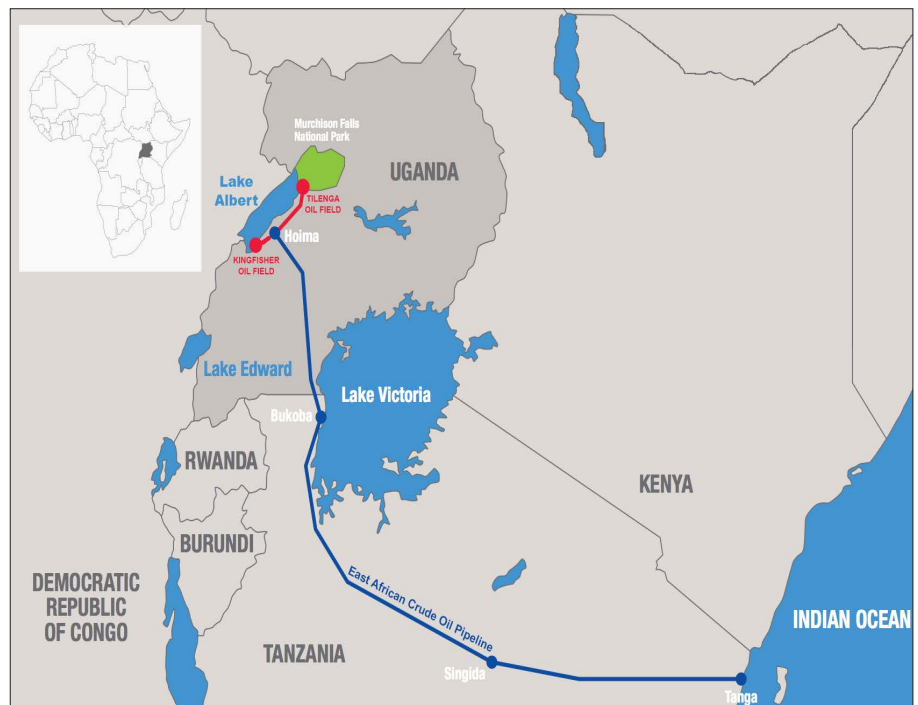 Murchison Falls
National Park
UGANDA
Lake
Albert
TILENGA
OIL FIELD
Hoima
KINGFISHER
OIL FIELD
Lake Edward
Lake Victoria
Bukoba
RWANDA
KENYA
BURUNDI
DEMOCRATIC
REPUBLIC
OF CONGO
East African Crude Oil Pipeline
INDIAN OCEAN
TANZANIA
Singida
Tanga